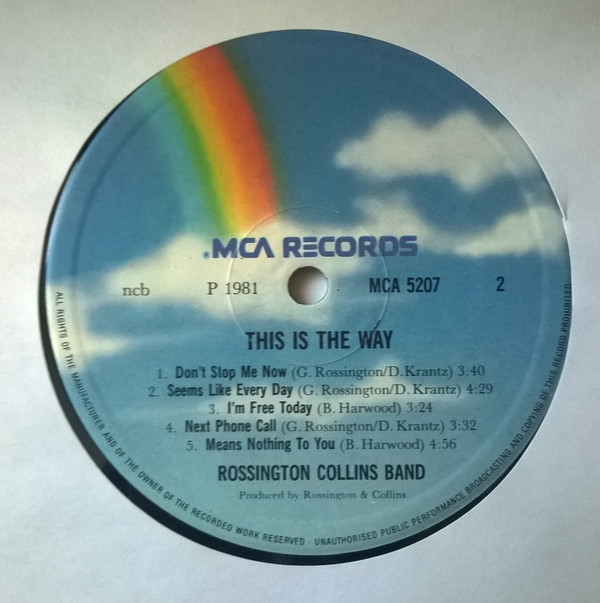 ®MCA RECORDS
ncb P 1981 MCA 5207 2
THIS IS THE WAY
1. Don't Stop Me Now (G. Rossington/D. Krantz) 3:40
2. Seems Like Every Day (G. Rossington/D. Krantz) 4:29
3. I'm Free Today (B. Harwood) 3:24
4. Next Phone Call (G. Rossington/D. Krantz) 3:32
5. Means Nothing To You (B. Harwood) 4:56
ROSSINGTON COLLINS BAND
Produced by Rossington & Collins
ALL RIGHTS OF THE MANUFACTURER AND OF THE OWNER OF THE RECORDED WORK RESERVED · UNAUTHORISED PUBLIC PERFORMANCE BROADCASTING AND COPYING OF THIS RECORD PROHIBITED